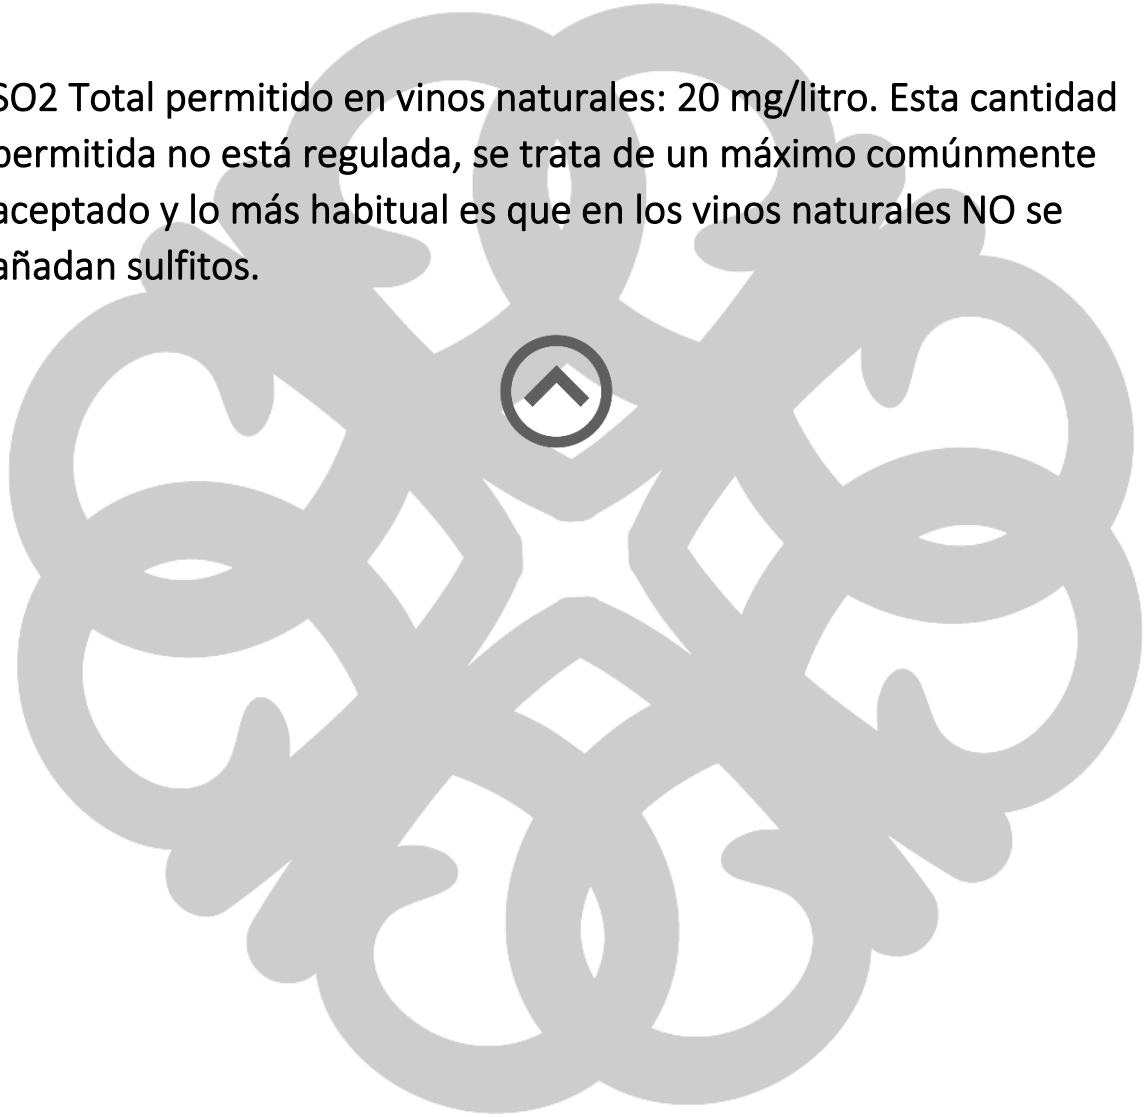 SO2 Total permitido en vinos naturales: 20 mg/litro. Esta cantidad
permitida no está regulada, se trata de un máximo comúnmente
aceptado y lo más habitual es que en los vinos naturales NO se
añadan sulfitos.